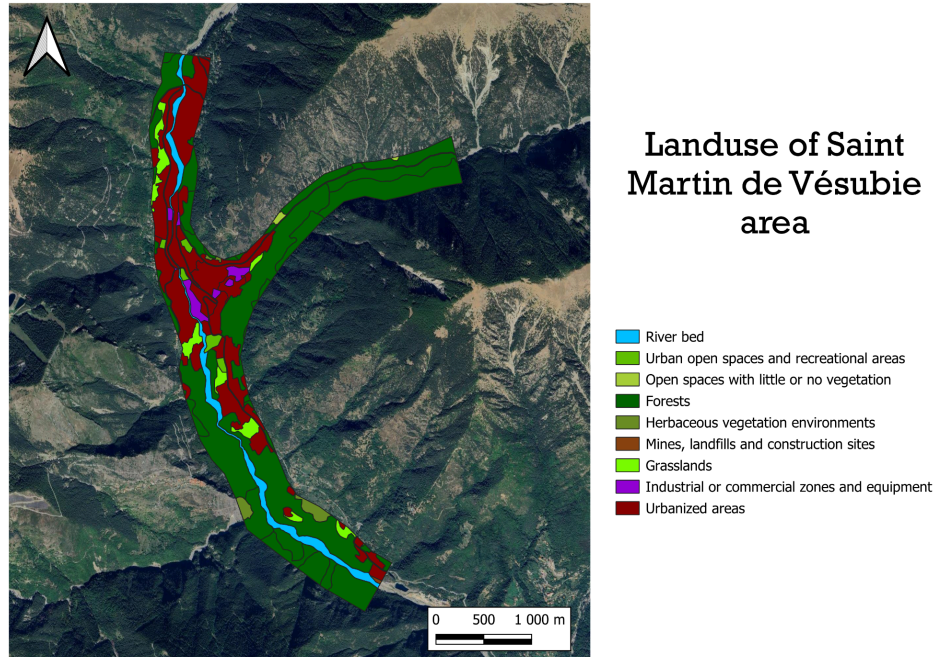 Landuse of Saint
Martin de Vésubie
area
River bed
Urban open spaces and recreational areas
Open spaces with little or no vegetation
Forests
Herbaceous vegetation environments
Mines, landfills and construction sites
Grasslands
Industrial or commercial zones and equipment
Urbanized areas
0 500 1 000 m